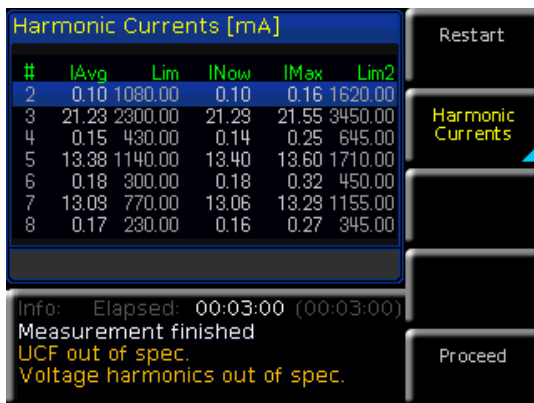 Harmonic Currents [mA]
# IAvg Lim INow IMax Lim2
2 0.10 1080.00 0.10 0.16 1620.00
3 21.23 2300.00 21.29 21.55 3450.00
4 0.15 430.00 0.14 0.25 645.00
5 13.38 1140.00 13.40 13.60 1710.00
6 0.18 300.00 0.18 0.32 450.00
7 13.09 770.00 13.06 13.29 1155.00
8 0.17 230.00 0.16 0.27 345.00
Info: Elapsed: 00:03:00 (00:03:00)
Measurement finished
UCF out of spec.
Voltage harmonics out of spec.
Restart
Harmonic
Currents
Proceed